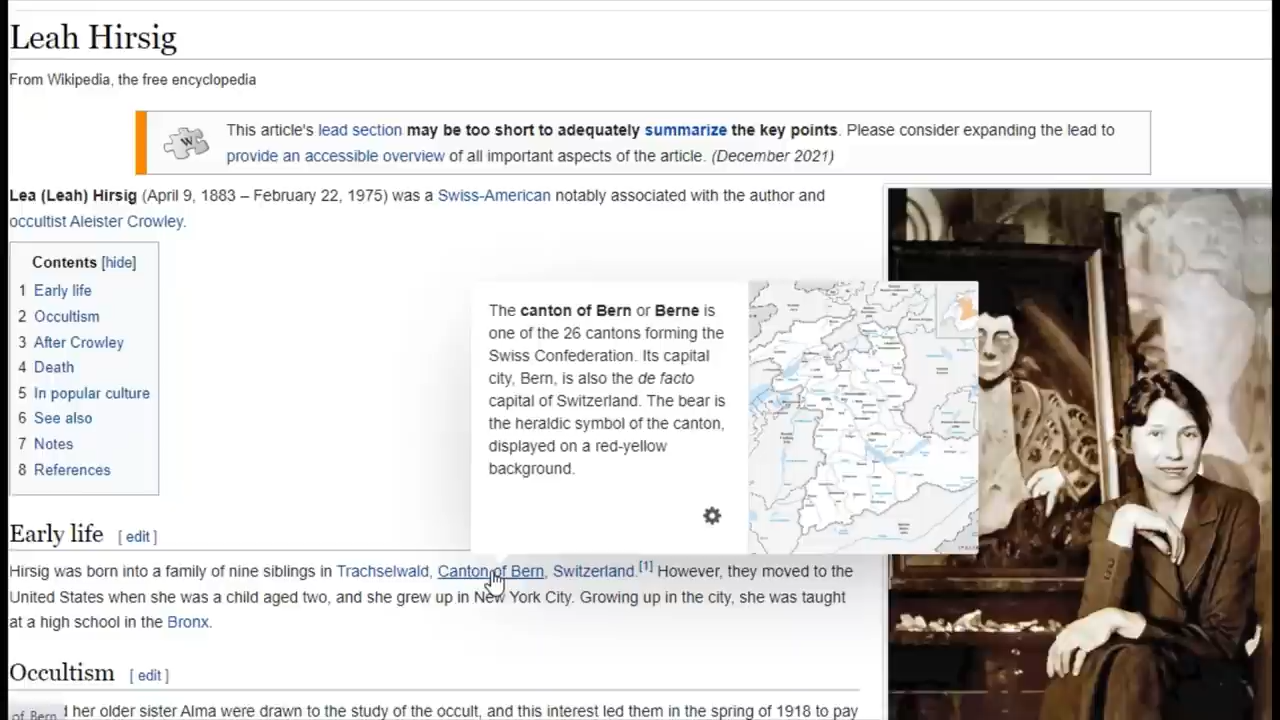 Leah Hirsig
From Wikipedia, the free encyclopedia
This article's lead section may be too short to adequately summarize the key points. Please consider expanding the lead to
provide an accessible overview of all important aspects of the article. (December 2021)
Lea (Leah) Hirsig (April 9, 1883 – February 22, 1975) was a Swiss-American notably associated with the author and
occultist Aleister Crowley.
Contents [hide]
1 Early life
2 Occultism
3 After Crowley
4 Death
5 In popular culture
6 See also
7 Notes
8 References
The canton of Bern or Berne is
one of the 26 cantons forming the
Swiss Confederation. Its capital
city, Bern, is also the de facto
capital of Switzerland. The bear is
the heraldic symbol of the canton,
displayed on a red-yellow
background.
Early life [ edit ]
Hirsig was born into a family of nine siblings in Trachselwald, Canton of Bern, Switzerland.[1] However, they moved to the
United States when she was a child aged two, and she grew up in New York City. Growing up in the city, she was taught
at a high school in the Bronx.
Occultism [ edit ]
her older sister Alma were drawn to the study of the occult, and this interest led them in the spring of 1918 to pay
of Bern